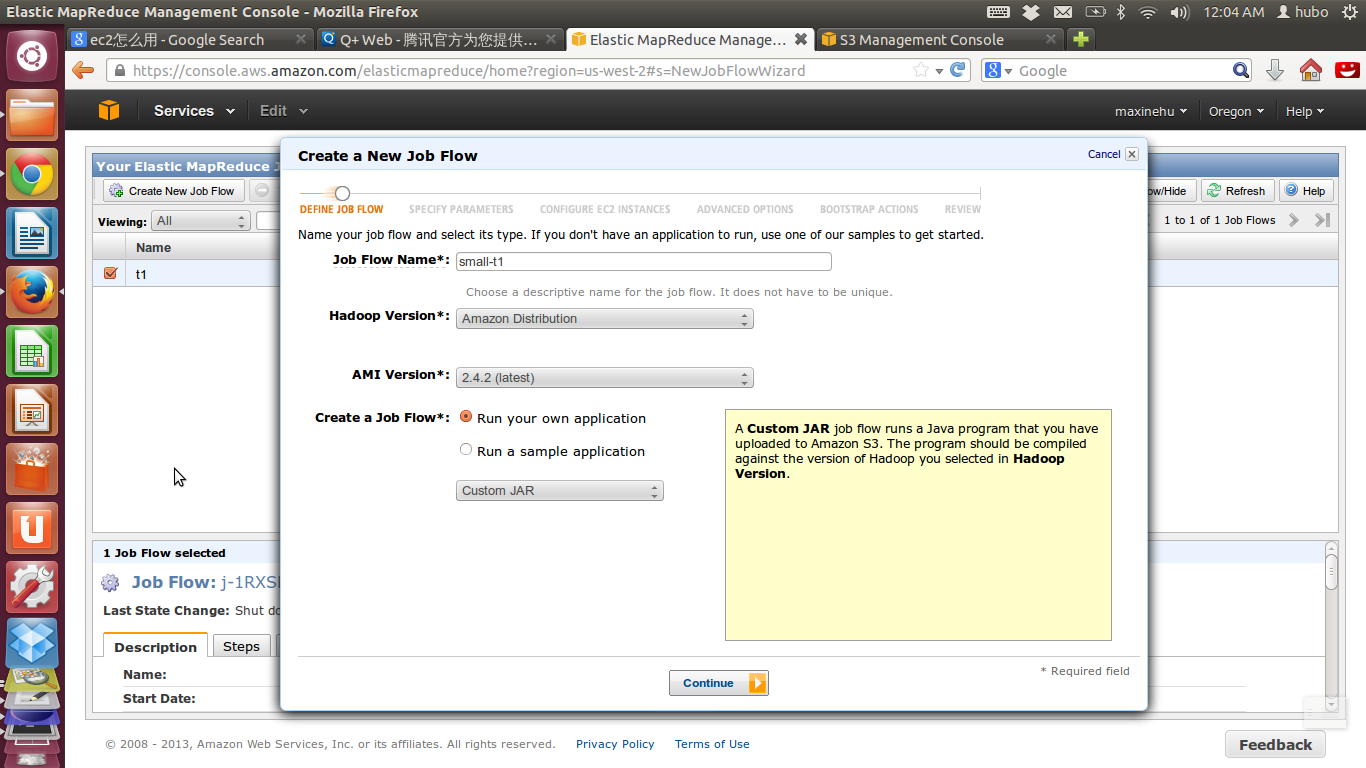 Elastic MapReduce Management Console - Mozilla Firefox
12:04 AM hubo
ec2怎么用 - Google Search
Q+ Web - 腾讯官方为您提供...
Elastic MapReduce Manage...
S3 Management Console
https://console.aws.amazon.com/elasticmapreduce/home?region=us-west-2#s=NewJobFlowWizard
Google
Services Edit
maxinehu Oregon Help
Your Elastic MapReduce J
Create New Job Flow
ow/Hide Refresh Help
Viewing: All
1 to 1 of 1 Job Flows
Name
t1
Create a New Job Flow
Cancel
DEFINE JOB FLOW SPECIFY PARAMETERS CONFIGURE EC2 INSTANCES ADVANCED OPTIONS BOOTSTRAP ACTIONS REVIEW
Name your job flow and select its type. If you don't have an application to run, use one of our samples to get started.
Job Flow Name*: small-t1
Choose a descriptive name for the job flow. It does not have to be unique.
Hadoop Version*: Amazon Distribution
AMI Version*: 2.4.2 (latest)
Create a Job Flow*: Run your own application
Run a sample application
Custom JAR
A Custom JAR job flow runs a Java program that you have
uploaded to Amazon S3. The program should be compiled
against the version of Hadoop you selected in Hadoop
Version.
Continue
* Required field
1 Job Flow selected
Job Flow: j-1RXS
Last State Change: Shut do
Description Steps
Name:
Start Date:
© 2008 - 2013, Amazon Web Services, Inc. or its affiliates. All rights reserved. Privacy Policy Terms of Use
Feedback